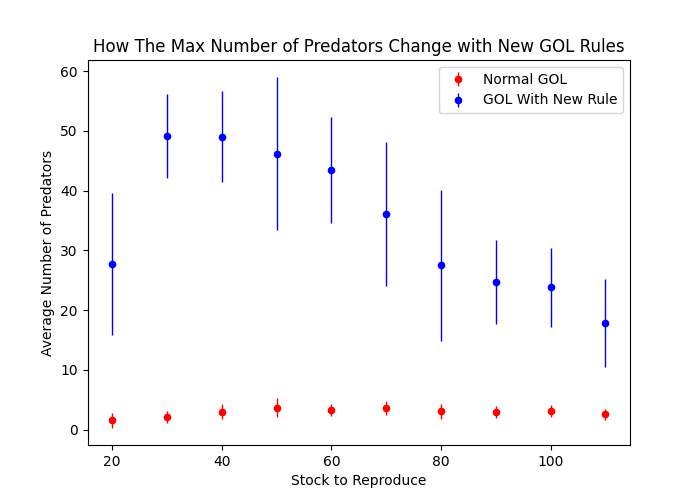 How The Max Number of Predators Change with New GOL Rules
Normal GOL
GOL With New Rule
Average Number of Predators
60
50
40
30
20
10
0
20 40 60 80 100
Stock to Reproduce